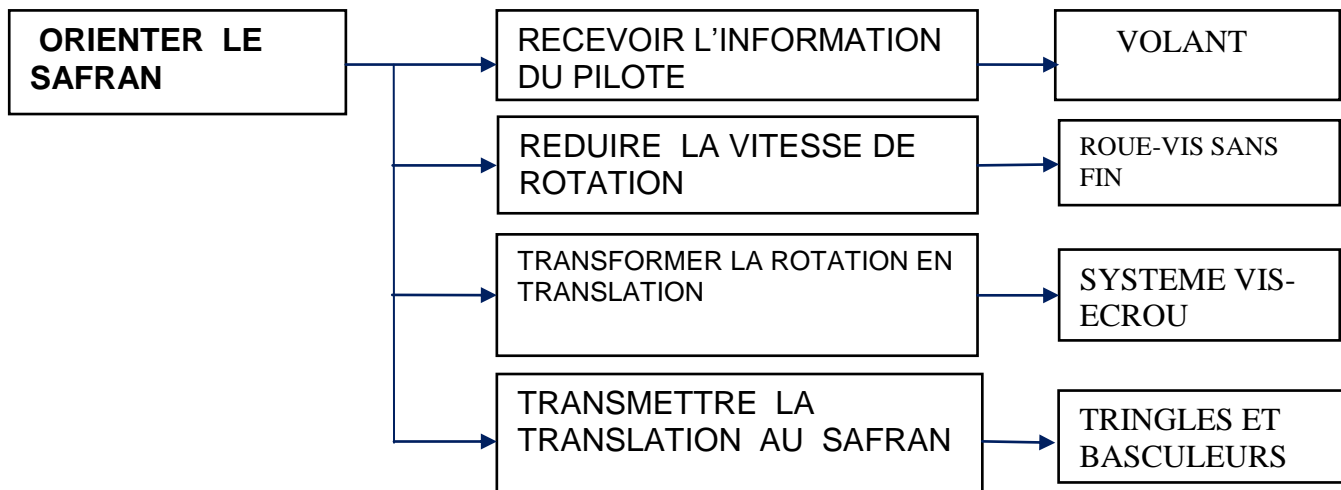 ORIENTER LE
SAFRAN
RECEVOIR L'INFORMATION
DU PILOTE
VOLANT
REDUIRE LA VITESSE DE
ROTATION
ROUE-VIS SANS
FIN
TRANSFORMER LA ROTATION EN
TRANSLATION
SYSTEME VIS-
ECROU
TRANSMETTRE LA
TRANSLATION AU SAFRAN
TRINGLES ET
BASCULEURS